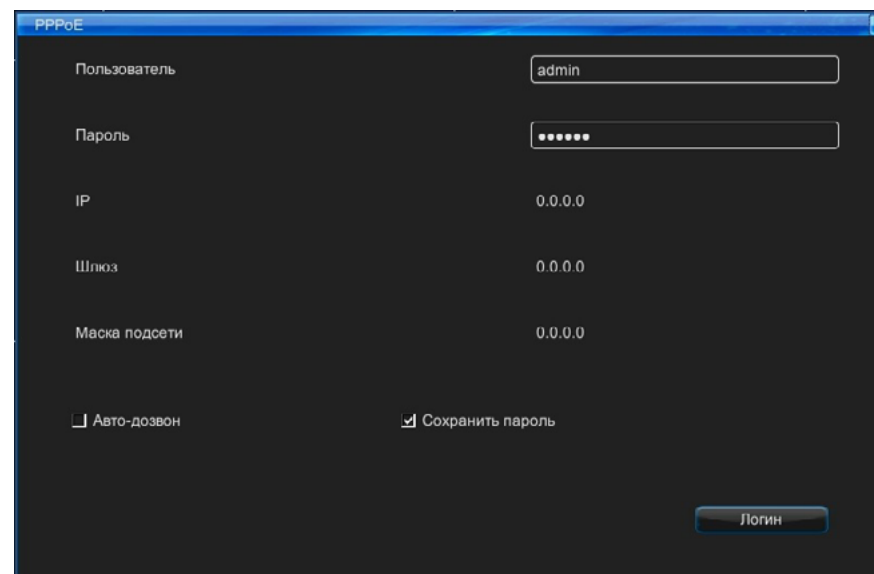 PPPoE
Пользователь admin
Пароль ••••••
IP 0.0.0.0
Шлюз 0.0.0.0
Маска подсети 0.0.0.0
Авто-дозвон Сохранить пароль
Логин